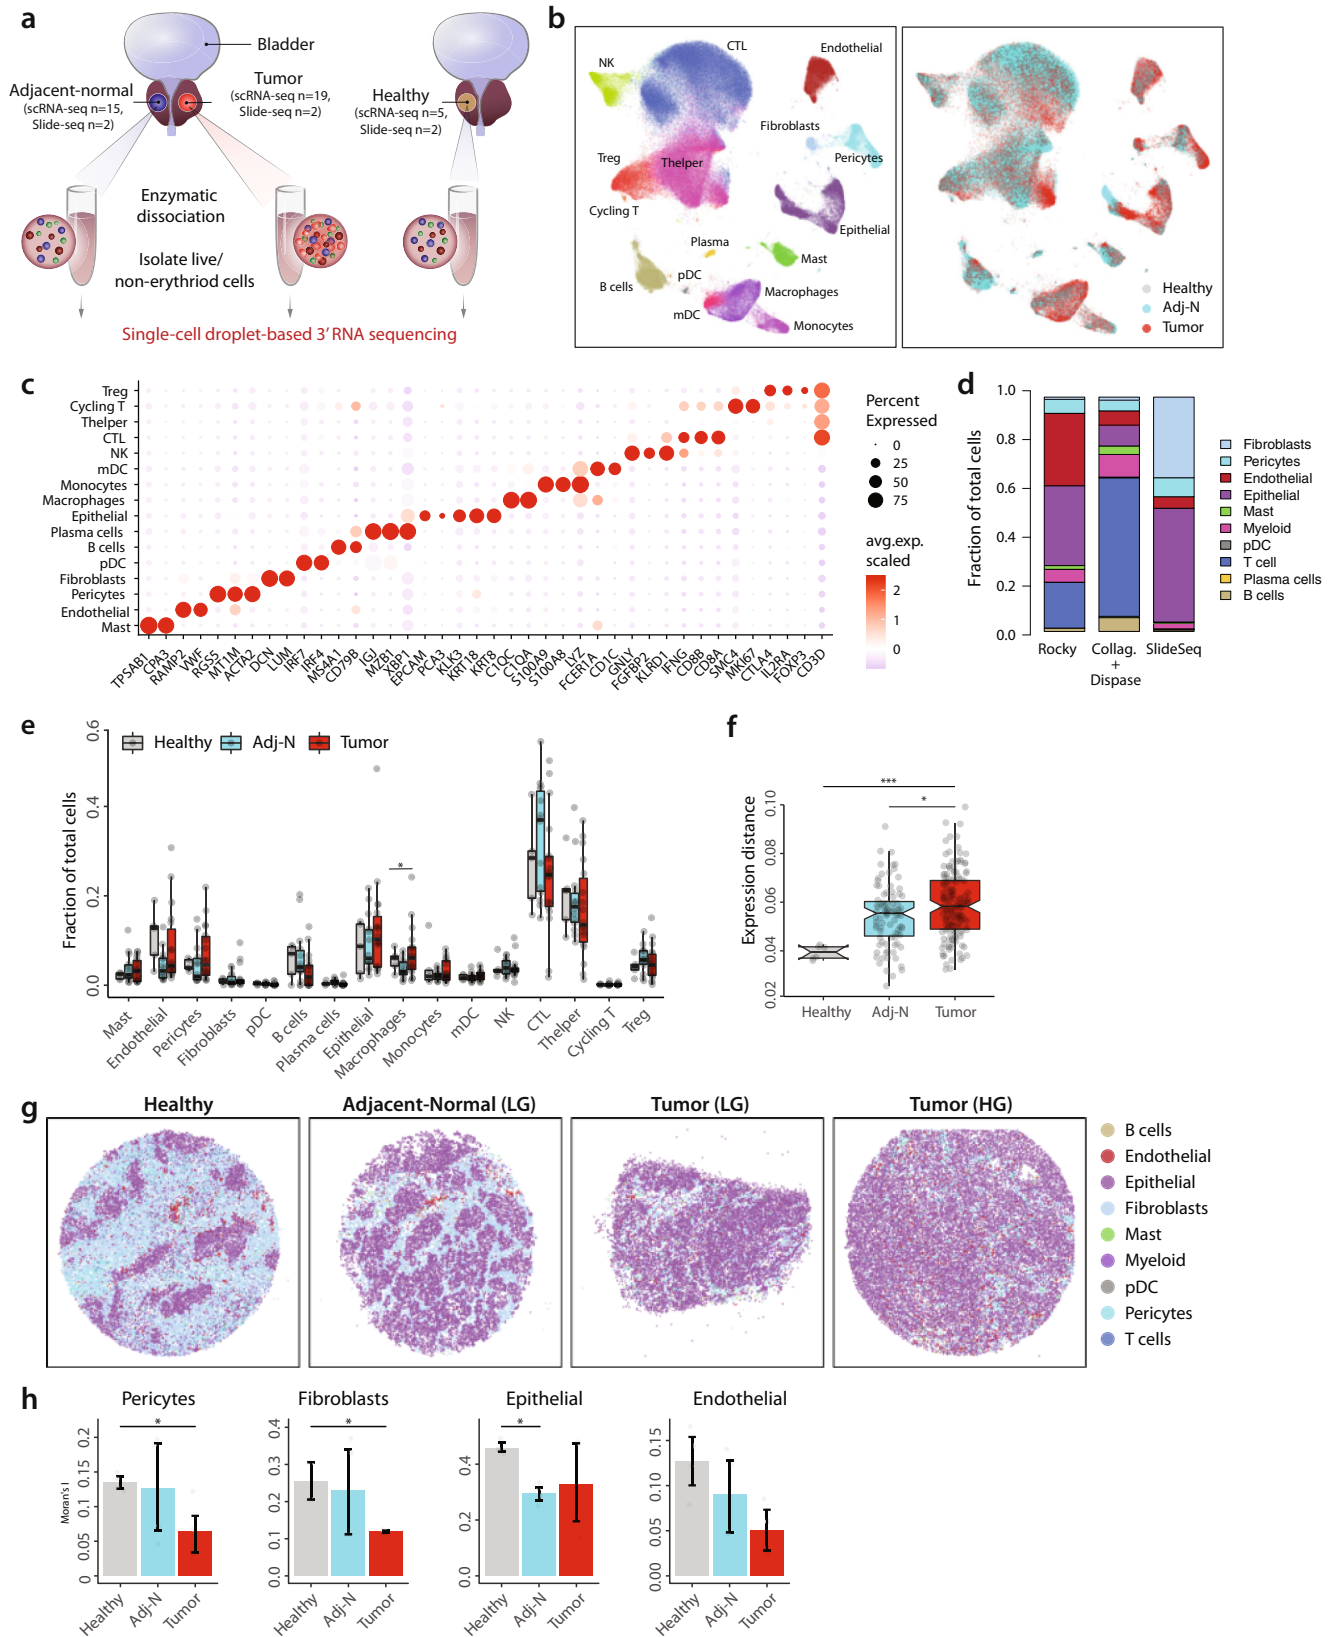 a
Bladder
Adjacent-normal
(scRNA-seq n=15,
Slide-seq n=2)
Tumor
(scRNA-seq n=19,
Slide-seq n=2)
Healthy
(scRNA-seq n=5,
Slide-seq n=2)
Enzymatic
dissociation
Isolate live/
non-erythriod cells
Single-cell droplet-based 3′ RNA sequencing
b
NK
CTL
Endothelial
Fibroblasts
Pericytes
Treg
Thelper
Cycling T
Epithelial
Plasma
Mast
B cells
pDC
Macrophages
mDC
Monocytes
Healthy
Adj-N
Tumor
c
Treg
Cycling T
Thelper
CTL
NK
mDC
Monocytes
Macrophages
Epithelial
Plasma cells
B cells
pDC
Fibroblasts
Pericytes
Endothelial
Mast
TPSAB1
CPA3
RAMP2
VWF
RGS5
MT1M
ACTA2
DCN
LUM
IRF7
IRF4
MS4A1
CD79B
IGJ
MZB1
XBP1
EPCAM
PCA3
KLK3
KRT18
KRT8
C1QC
C1QA
S100A9
S100A8
LYZ
FCER1A
CD1C
GNLY
FGFBP2
KLRD1
IFNG
CD8B
CD8A
SMC4
MKI67
CTLA4
IL2RA
FOXP3
CD3D
Percent
Expressed
0
25
50
75
avg.exp.
scaled
2
1
0
d
Fraction of total cells
1.0
0.8
0.6
0.4
0.2
0.0
Rocky
Collag.
+
Dispase
SlideSeq
Fibroblasts
Pericytes
Endothelial
Epithelial
Mast
Myeloid
pDC
T cell
Plasma cells
B cells
e
Healthy
Adj-N
Tumor
Fraction of total cells
0.6
0.4
0.2
0.0
*
Mast
Endothelial
Pericytes
Fibroblasts
pDC
B cells
Plasma cells
Epithelial
Macrophages
Monocytes
mDC
NK
CTL
Thelper
Cycling T
Treg
f
Expression distance
0.10
0.08
0.06
0.04
0.02
***
*
Healthy
Adj-N
Tumor
g
Healthy
Adjacent-Normal (LG)
Tumor (LG)
Tumor (HG)
B cells
Endothelial
Epithelial
Fibroblasts
Mast
Myeloid
pDC
Pericytes
T cells
h
Pericytes
Moran's I
0.2
0.15
0.1
0.05
0
*
Healthy
Adj-N
Tumor
Fibroblasts
0.4
0.3
0.2
0.1
0.0
*
Healthy
Adj-N
Tumor
Epithelial
0.4
0.2
0.0
*
Healthy
Adj-N
Tumor
Endothelial
0.15
0.10
0.05
0.00
Healthy
Adj-N
Tumor